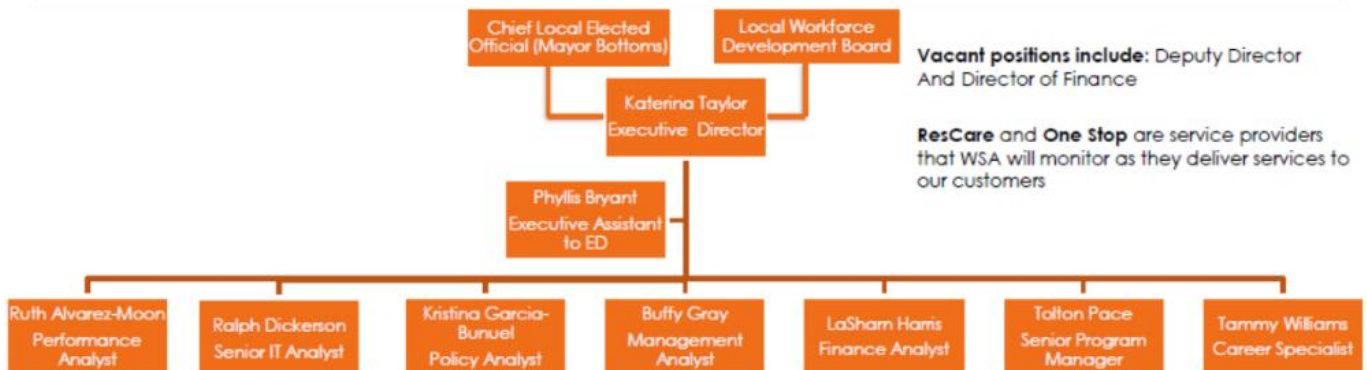 Chief Local Elected
Official (Mayor Bottoms)
Local Workforce
Development Board
Vacant positions include: Deputy Director
And Director of Finance
Katerina Taylor
Executive Director
ResCare and One Stop are service providers
that WSA will monitor as they deliver services to
our customers
Phyllis Bryant
Executive Assistant
to ED
Ruth Alvarez-Moon
Performance
Analyst
Ralph Dickerson
Senior IT Analyst
Kristina Garcia-
Bunuel
Policy Analyst
Buffy Gray
Management
Analyst
LaSharn Harris
Finance Analyst
Tolton Pace
Senior Program
Manager
Tammy Williams
Career Specialist